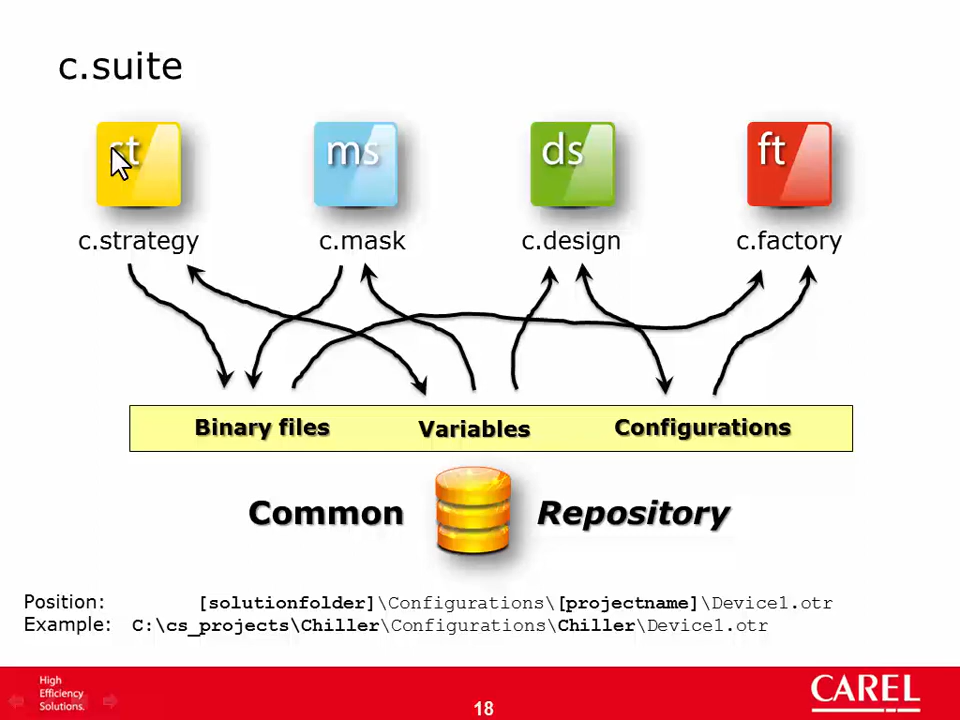 c.suite
st
ms
ds
ft
c.strategy
c.mask
c.design
c.factory
Binary files
Variables
Configurations
Common
Repository
Position: [solutionfolder]\Configurations\[projectname]\Device1.otr
Example: C:\cs_projects\Chiller\Configurations\Chiller\Device1.otr
High
Efficiency
Solutions.
18
CAREL